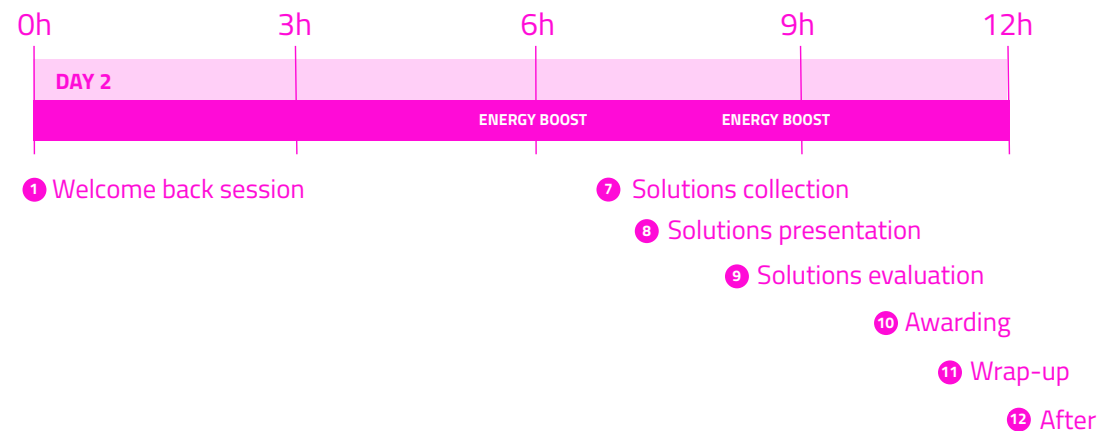 0h 3h 6h 9h 12h
DAY 2
ENERGY BOOST ENERGY BOOST
1 Welcome back session 7 Solutions collection
8 Solutions presentation
9 Solutions evaluation
10 Awarding
11 Wrap-up
12 After